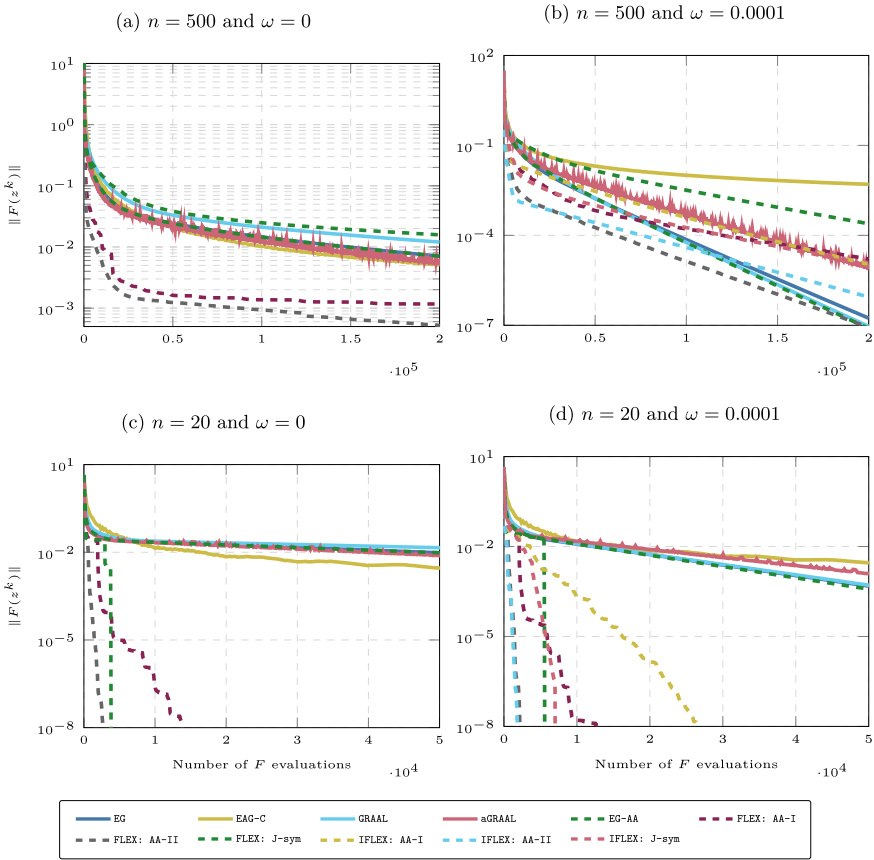 (a) n = 500 and ω = 0
(b) n = 500 and ω = 0.0001
‖F(z^k)‖
10^1
10^0
10^−1
10^−2
10^−3
0 0.5 1 1.5 2
·10^5
10^2
10^−1
10^−4
10^−7
0 0.5 1 1.5 2
·10^5
(c) n = 20 and ω = 0
(d) n = 20 and ω = 0.0001
‖F(z^k)‖
10^1
10^−2
10^−5
10^−8
0 1 2 3 4 5
Number of F evaluations
·10^4
10^1
10^−2
10^−5
10^−8
0 1 2 3 4 5
Number of F evaluations
·10^4
EG EAG-C GRAAL aGRAAL EG-AA FLEX: AA-I
FLEX: AA-II FLEX: J-sym IFLEX: AA-I IFLEX: AA-II IFLEX: J-sym